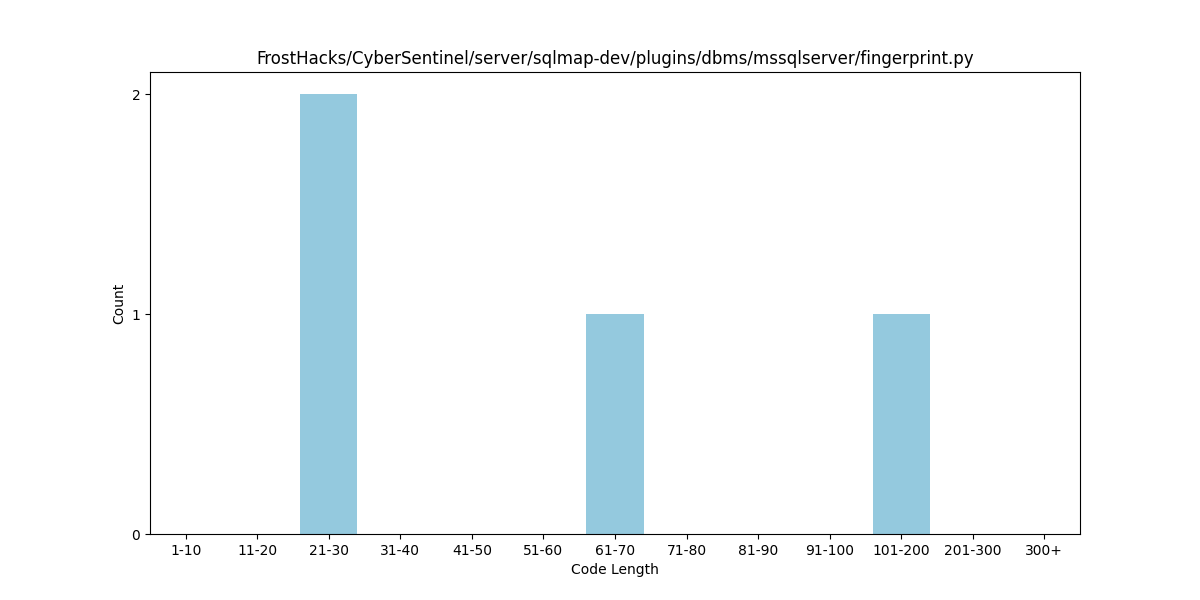 FrostHacks/CyberSentinel/server/sqlmap-dev/plugins/dbms/mssqlserver/fingerprint.py
2
1
0
Count
1-10 11-20 21-30 31-40 41-50 51-60 61-70 71-80 81-90 91-100 101-200 201-300 300+
Code Length